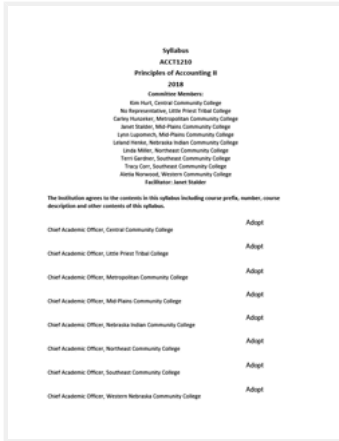 Syllabus
ACCT1210
Principles of Accounting II
2018
Committee Members:
Kim Hurt, Central Community College
No Representative, Little Priest Tribal College
Carley Hunzeker, Metropolitan Community College
Janet Stalder, Mid-Plains Community College
Lynn Lupomech, Mid-Plains Community College
Leland Henke, Nebraska Indian Community College
Linda Miller, Northeast Community College
Terri Gardner, Southeast Community College
Tracy Corr, Southeast Community College
Aletia Norwood, Western Community College
Facilitator: Janet Stalder
The Institution agrees to the contents in this syllabus including course prefix, number, course
description and other contents of this syllabus.
Adopt
Chief Academic Officer, Central Community College
Adopt
Chief Academic Officer, Little Priest Tribal College
Adopt
Chief Academic Officer, Metropolitan Community College
Adopt
Chief Academic Officer, Mid-Plains Community College
Adopt
Chief Academic Officer, Nebraska Indian Community College
Adopt
Chief Academic Officer, Northeast Community College
Adopt
Chief Academic Officer, Southeast Community College
Adopt
Chief Academic Officer, Western Nebraska Community College